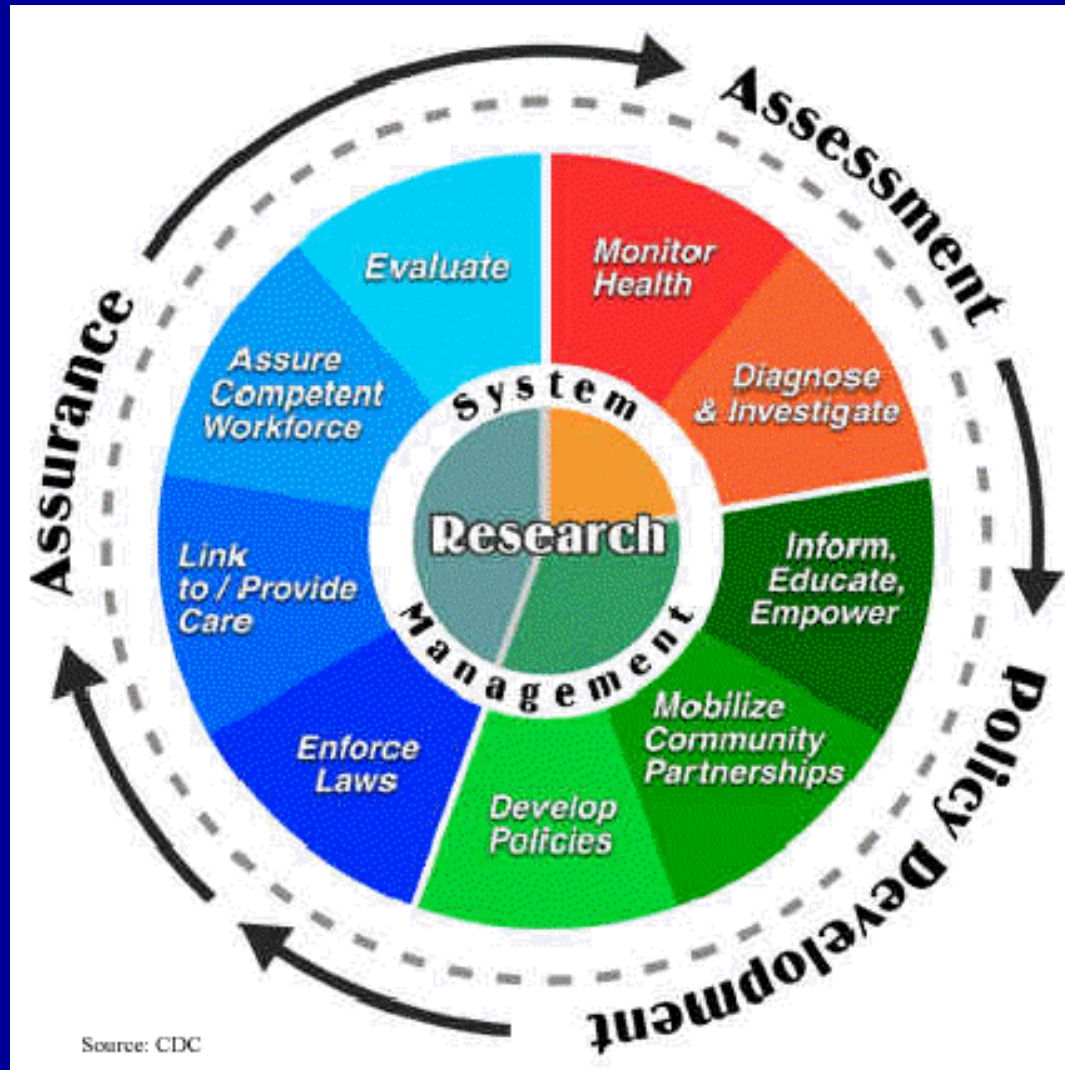 Assessment
Policy Development
Assurance
Monitor
Health
Diagnose
& Investigate
Inform,
Educate,
Empower
Mobilize
Community
Partnerships
Develop
Policies
Enforce
Laws
Link
to / Provide
Care
Assure
Competent
Workforce
Evaluate
System
Management
Research
Source: CDC